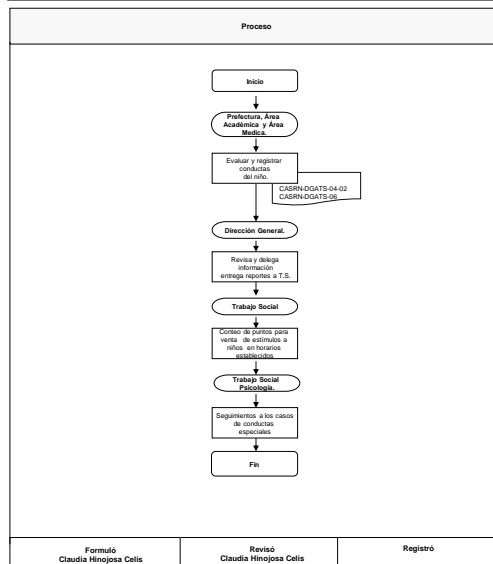 Proceso
Inicio
Prefectura, Área
Académica y Área
Medica.
Evaluar y registrar
conductas
del niño.
CASRN-DGATS-04-02
CASRN-DGATS-06
Dirección General.
Revisa y delega
información
entrega reportes a T.S.
Trabajo Social
Conteo de puntos para
venta de estímulos a
niños en horarios
establecidos
Trabajo Social
Psicología.
Seguimientos a los casos
de conductas
especiales
Fin
Formuló
Claudia Hinojosa Celis
Revisó
Claudia Hinojosa Celis
Registró